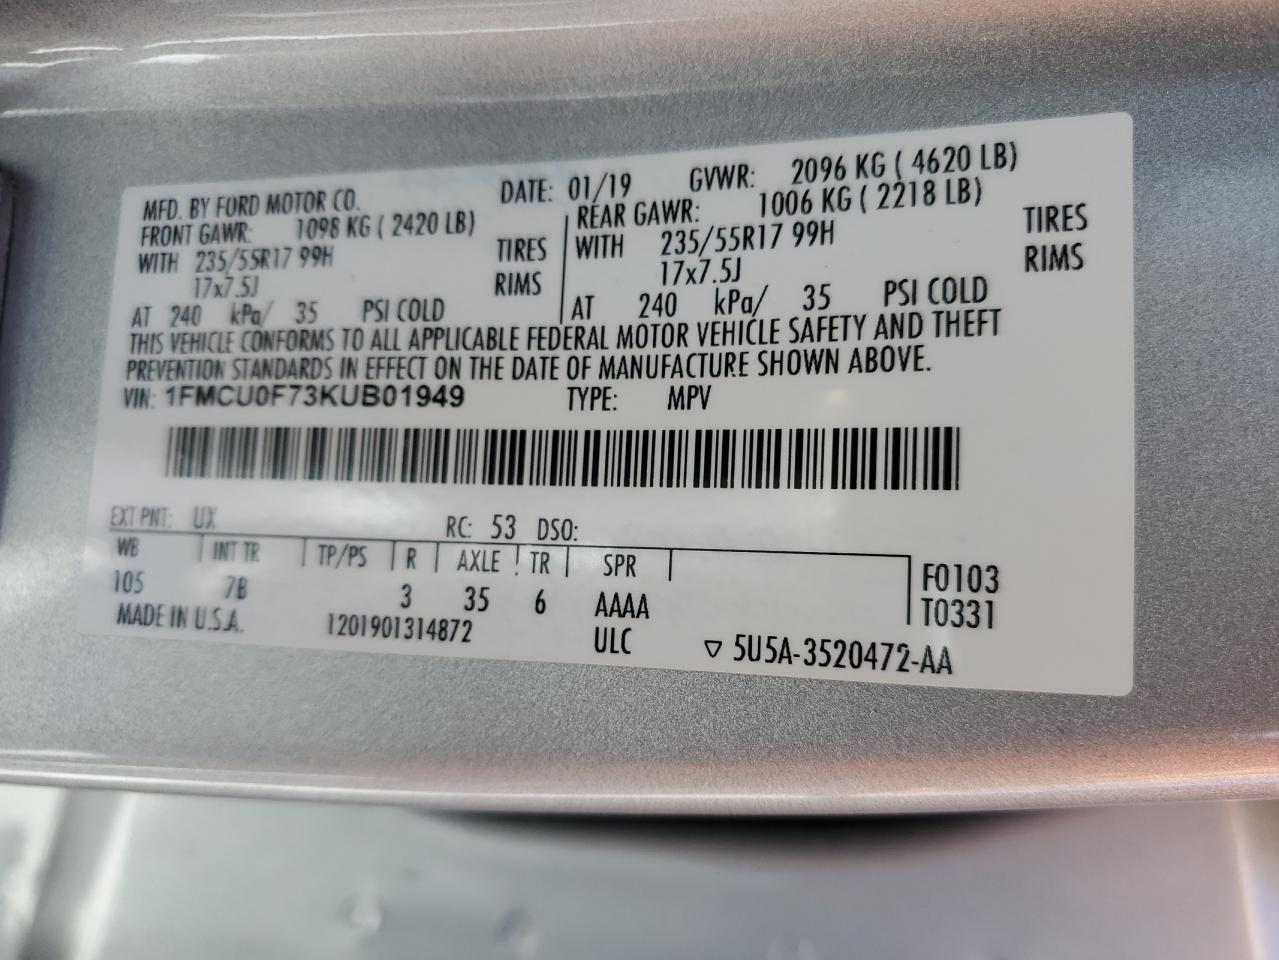 MFD. BY FORD MOTOR CO. DATE: 01/19 GVWR: 2096 KG ( 4620 LB)
FRONT GAWR: 1098 KG ( 2420 LB) REAR GAWR: 1006 KG ( 2218 LB)
WITH 235/55R17 99H TIRES WITH 235/55R17 99H TIRES
17x7.5J RIMS 17x7.5J RIMS
AT 240 kPa/ 35 PSI COLD AT 240 kPa/ 35 PSI COLD
THIS VEHICLE CONFORMS TO ALL APPLICABLE FEDERAL MOTOR VEHICLE SAFETY AND THEFT
PREVENTION STANDARDS IN EFFECT ON THE DATE OF MANUFACTURE SHOWN ABOVE.
VIN: 1FMCU0F73KUB01949 TYPE: MPV
EXT PNT: UX RC: 53 DSO:
WB INT TR TP/PS R AXLE TR SPR F0103
105 7B 3 35 6 AAAA T0331
MADE IN U.S.A. 1201901314872 ULC ▽ 5U5A-3520472-AA